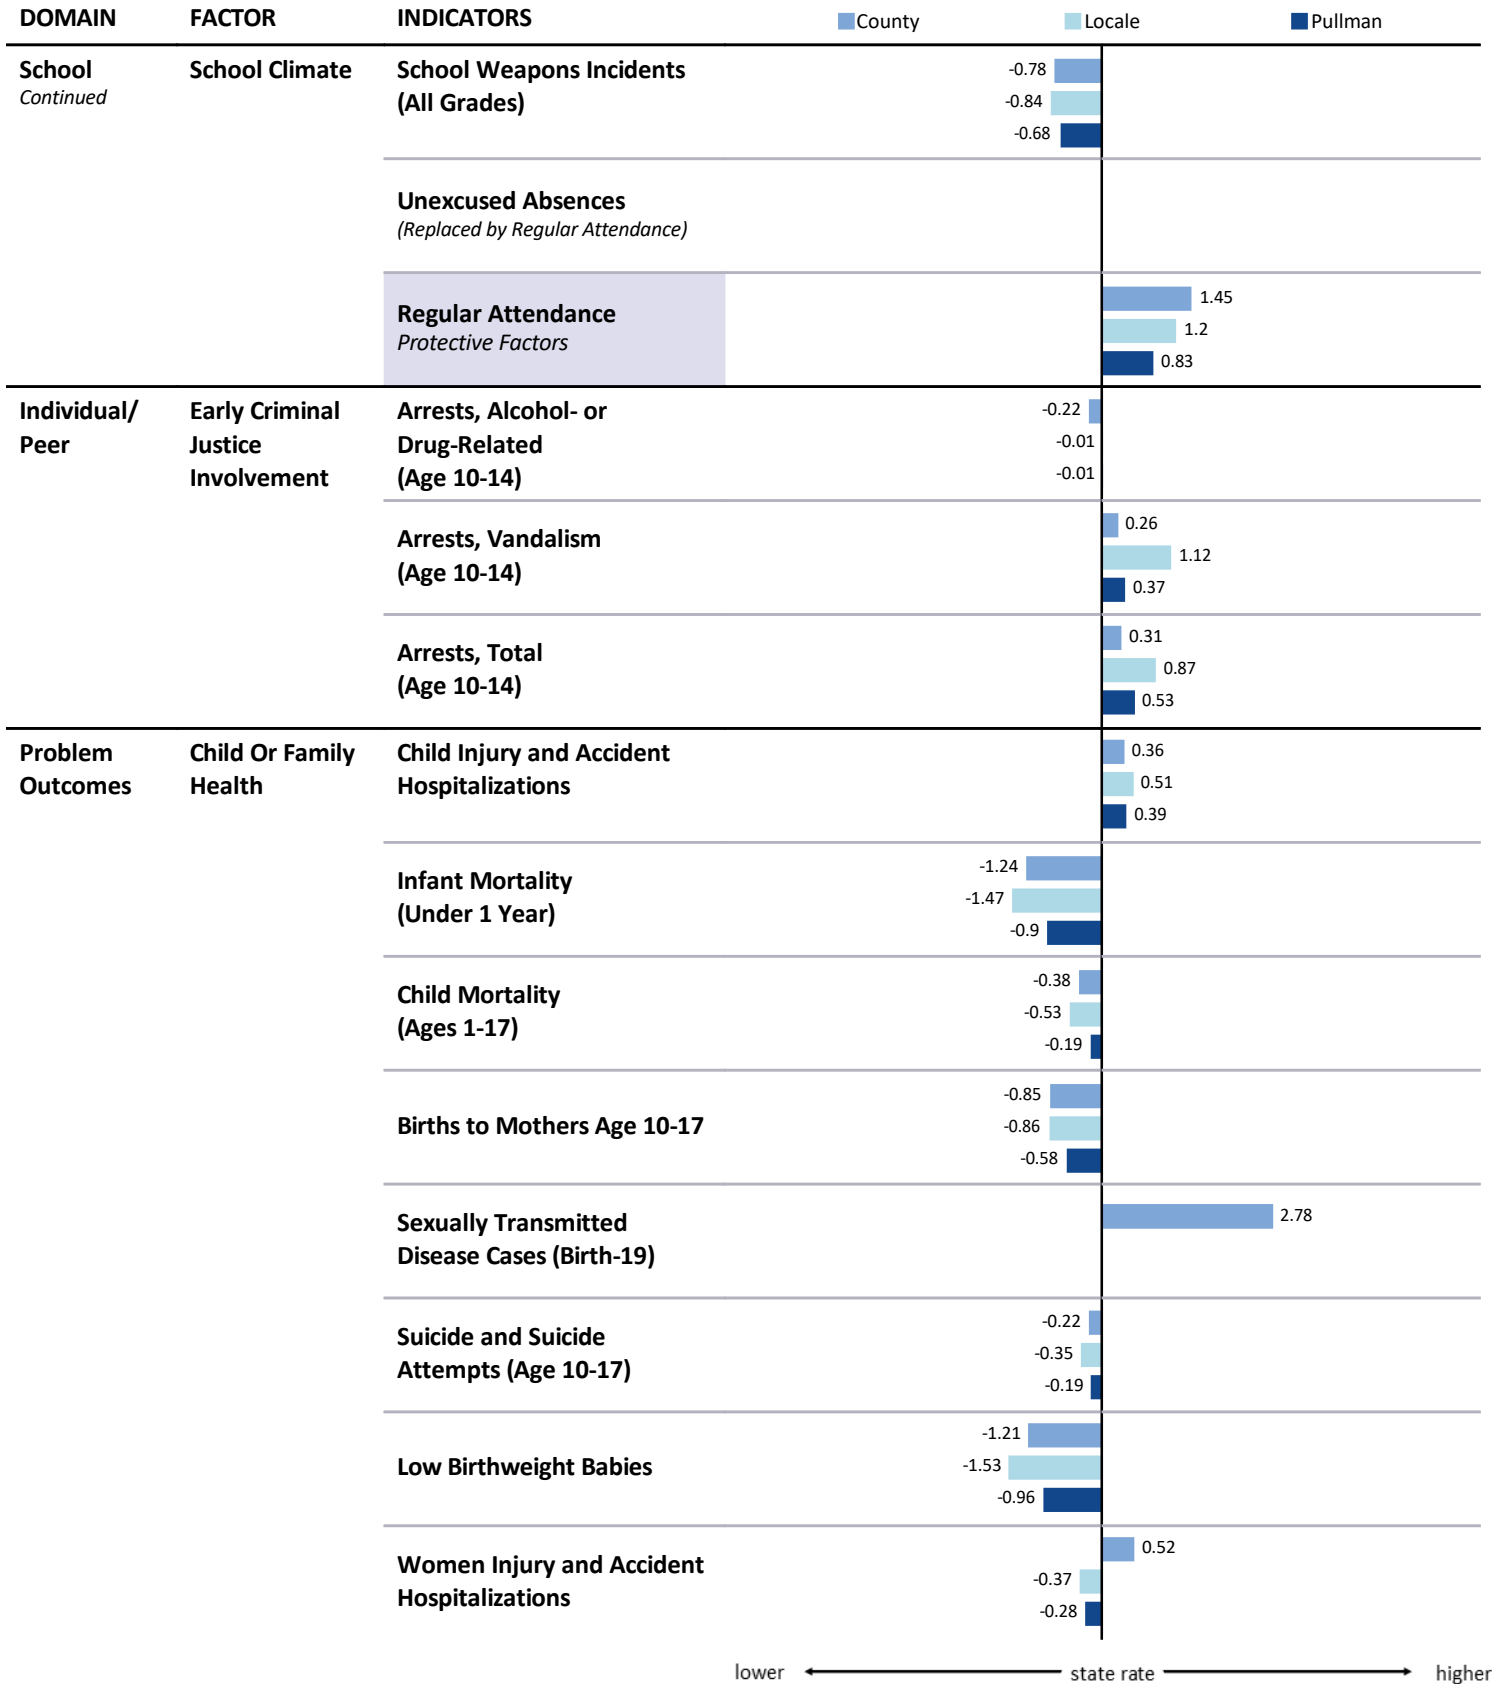 DOMAIN FACTOR INDICATORS County Locale Pullman
School School Climate School Weapons Incidents
Continued
(All Grades)
-0.78
-0.84
-0.68
Unexcused Absences
(Replaced by Regular Attendance)
Regular Attendance
Protective Factors
1.45
1.2
0.83
Individual/ Early Criminal Arrests, Alcohol- or
Peer Justice Drug-Related
Involvement (Age 10-14)
-0.22
-0.01
-0.01
Arrests, Vandalism
(Age 10-14)
0.26
1.12
0.37
Arrests, Total
(Age 10-14)
0.31
0.87
0.53
Problem Child Or Family Child Injury and Accident
Outcomes Health Hospitalizations
0.36
0.51
0.39
Infant Mortality
(Under 1 Year)
-1.24
-1.47
-0.9
Child Mortality
(Ages 1-17)
-0.38
-0.53
-0.19
Births to Mothers Age 10-17
-0.85
-0.86
-0.58
Sexually Transmitted
Disease Cases (Birth-19)
2.78
Suicide and Suicide
Attempts (Age 10-17)
-0.22
-0.35
-0.19
Low Birthweight Babies
-1.21
-1.53
-0.96
Women Injury and Accident
Hospitalizations
0.52
-0.37
-0.28
lower state rate higher